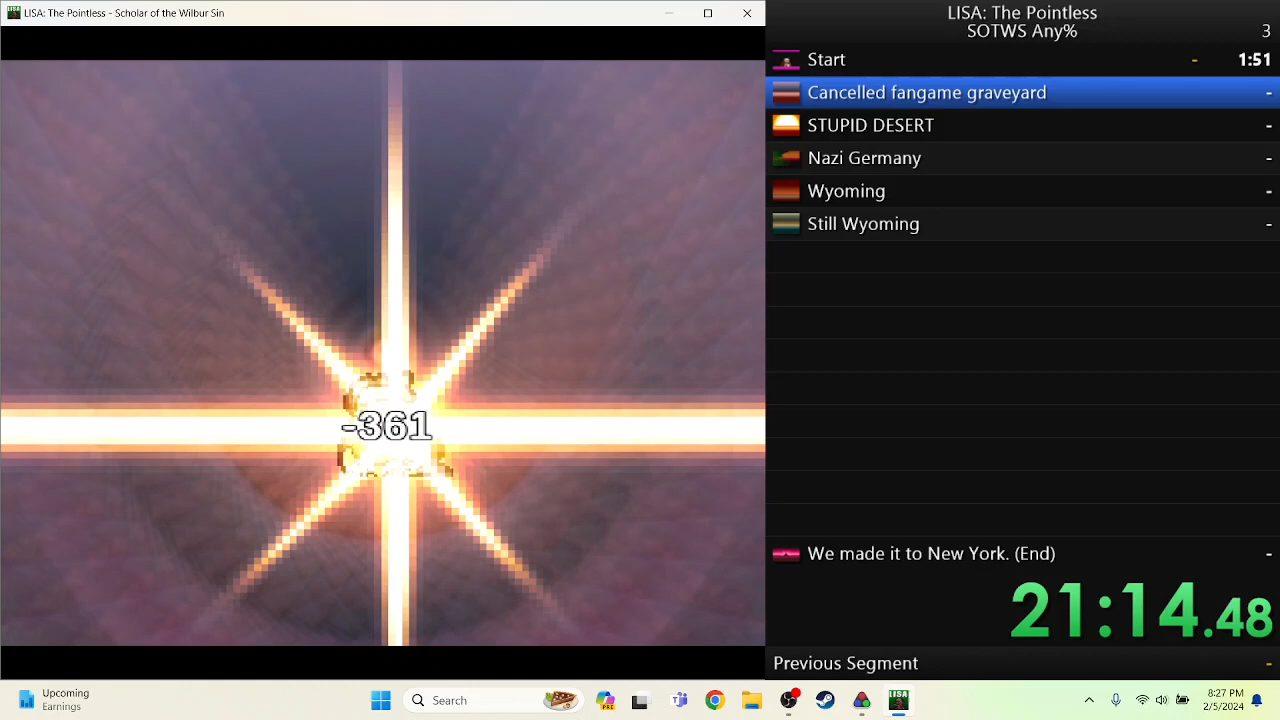 LISA: The Pointless - Scholar of the Wilbur Sin
-361
LISA: The Pointless
SOTWS Any%
3
Start - 1:51
Cancelled fangame graveyard -
STUPID DESERT -
Nazi Germany -
Wyoming -
Still Wyoming -
We made it to New York. (End) -
21:14.48
Previous Segment -
Upcoming
Earnings
Search
PRE
LISA
8:27 PM
2/5/2024